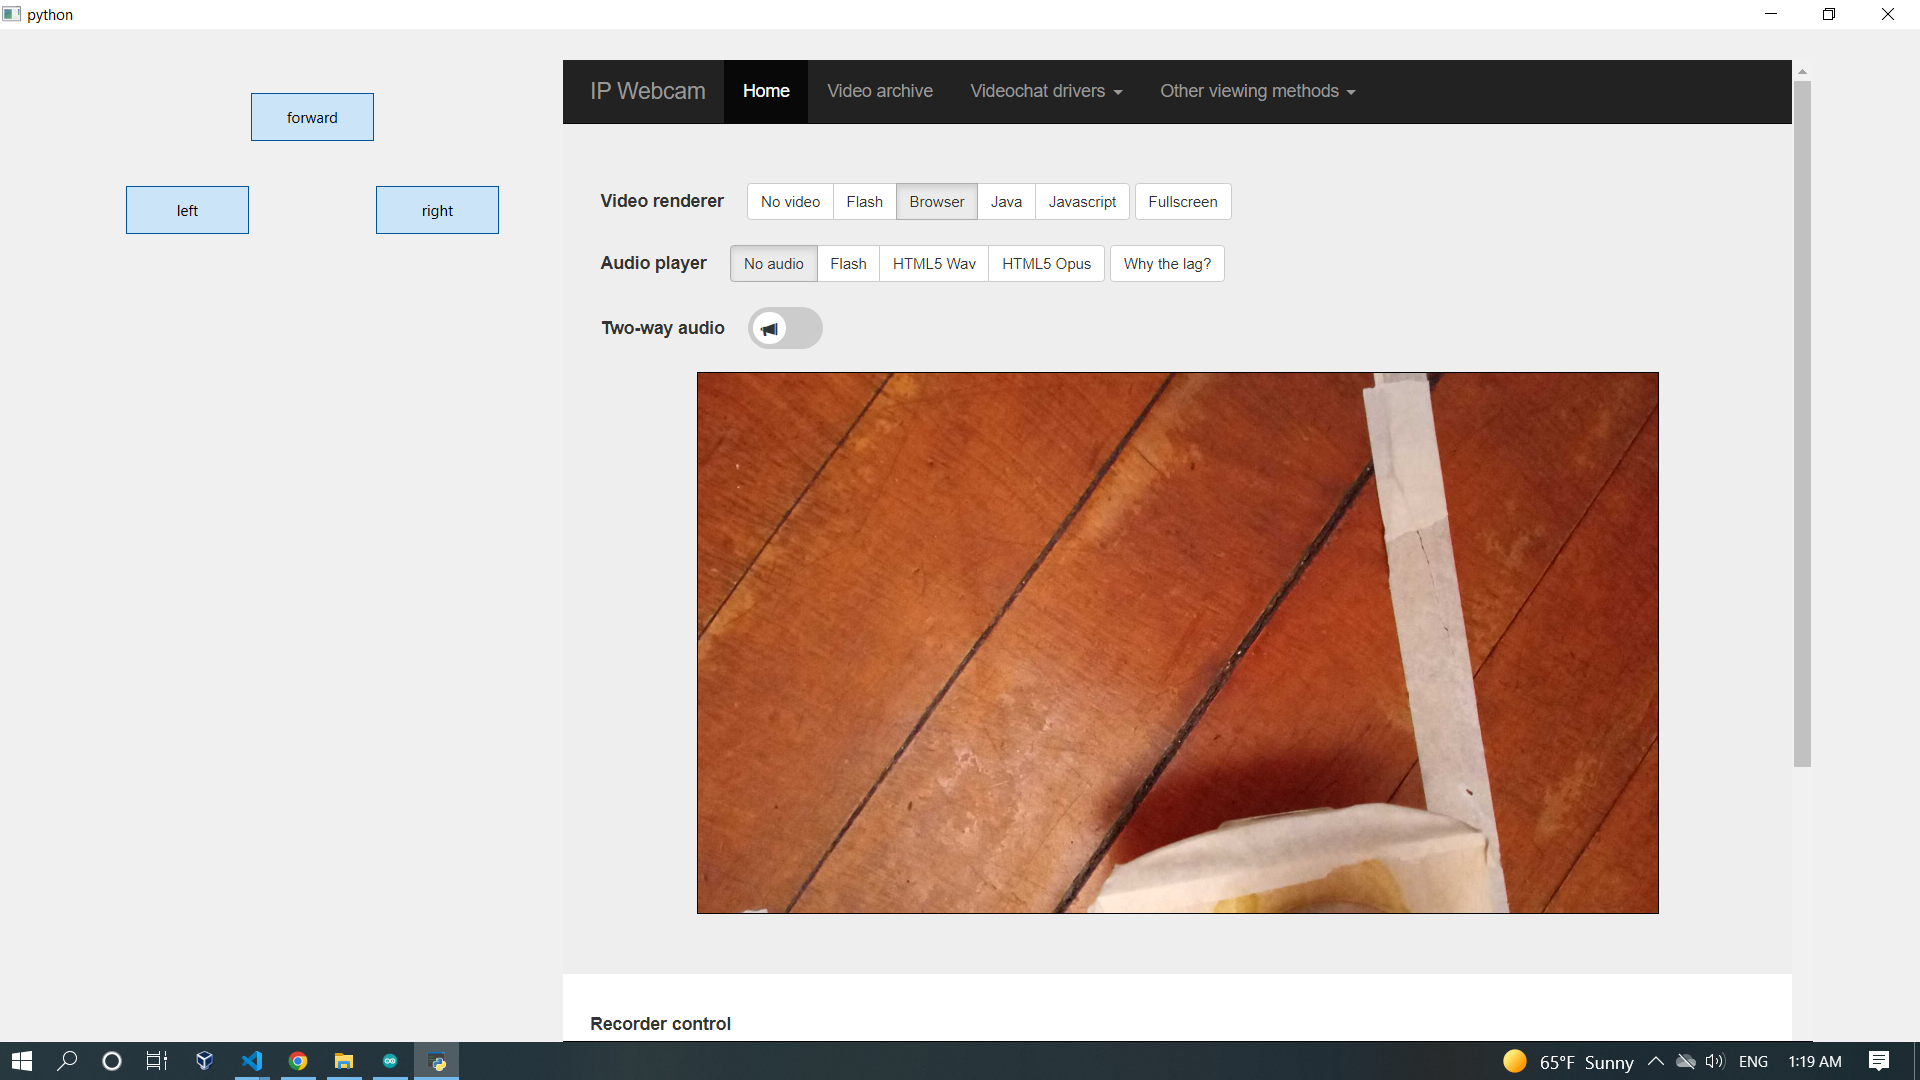 python
forward
left
right
IP Webcam Home Video archive Videochat drivers Other viewing methods
Video renderer No video Flash Browser Java Javascript Fullscreen
Audio player No audio Flash HTML5 Wav HTML5 Opus Why the lag?
Two-way audio
Recorder control
65°F Sunny ENG 1:19 AM